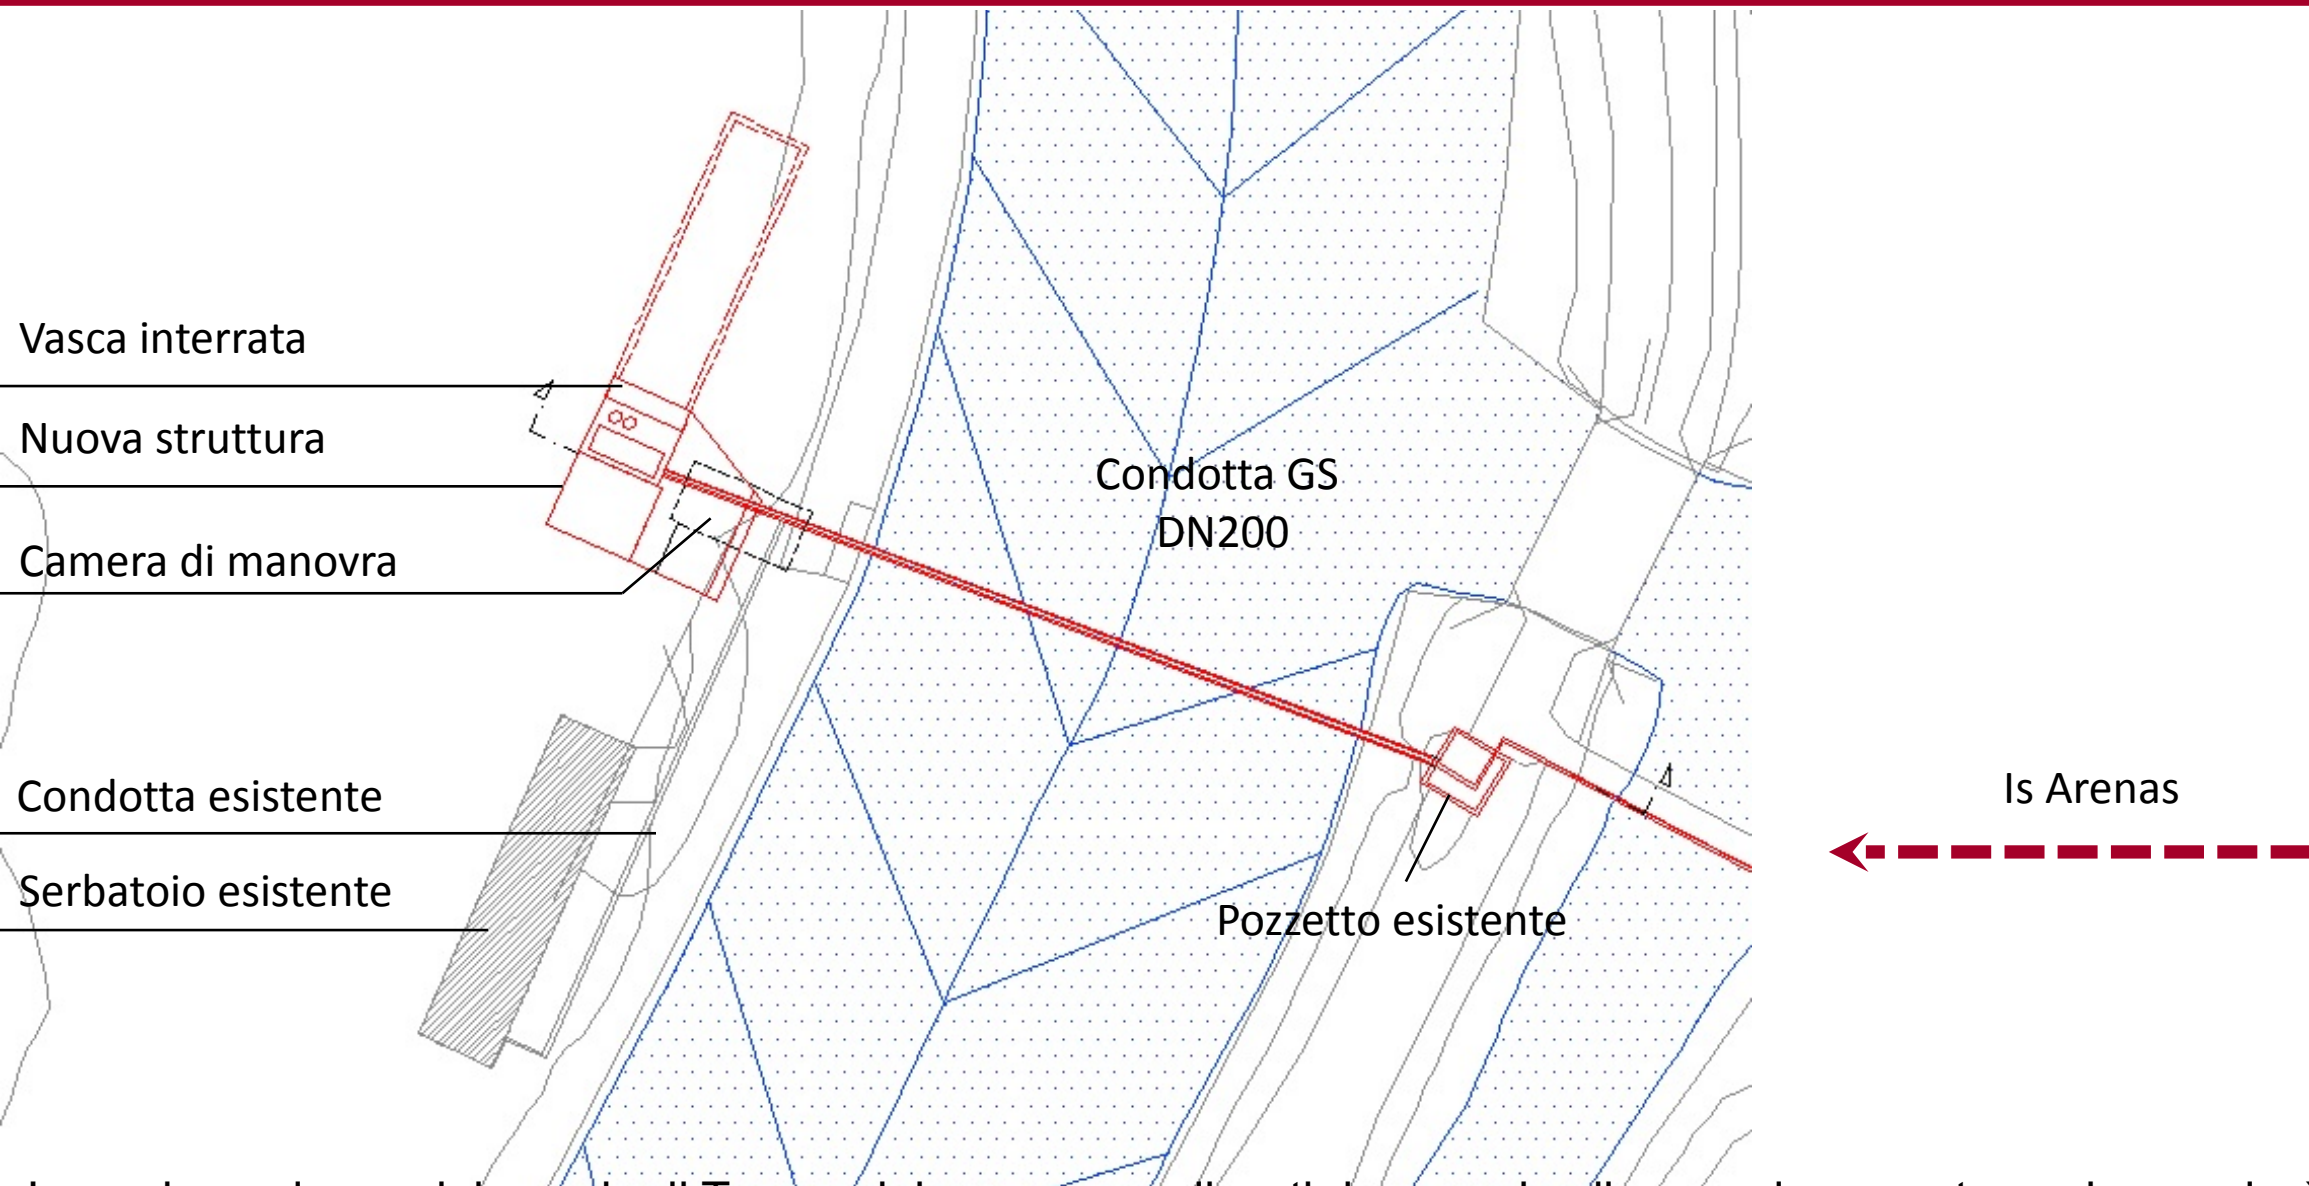 Vasca interrata
Nuova struttura
Camera di manovra
Condotta esistente
Serbatoio esistente
Condotta GS
DN200
Pozzetto esistente
Is Arenas